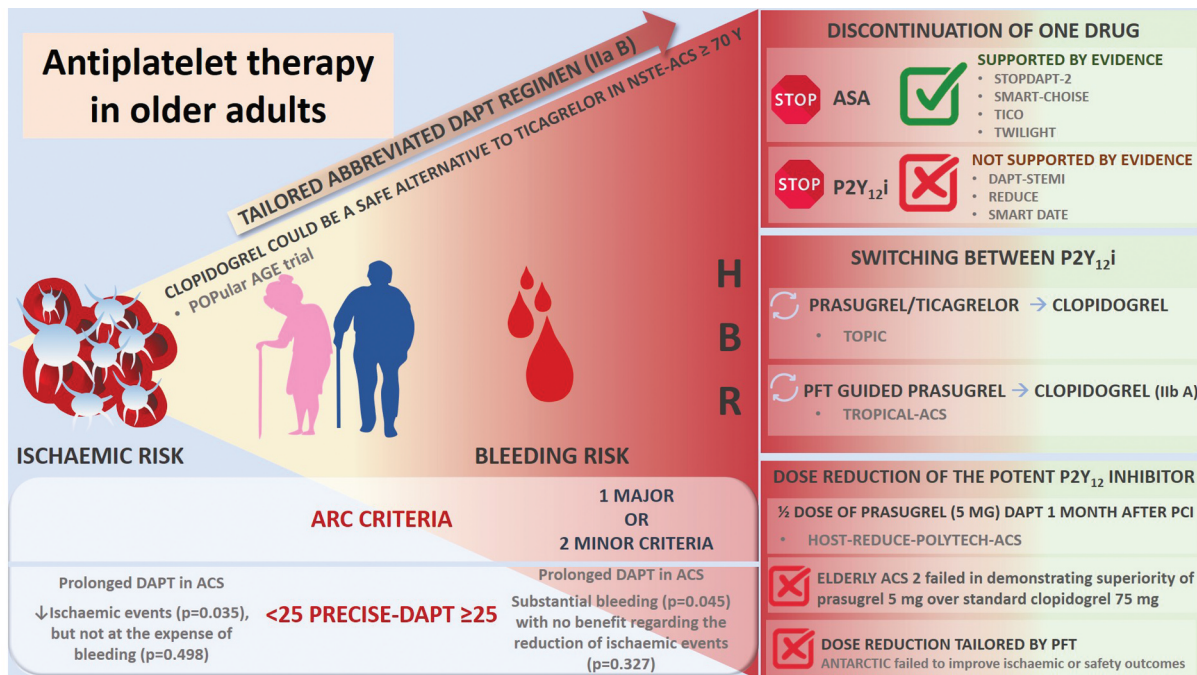 Antiplatelet therapy
in older adults
TAILORED ABBREVIATED DAPT REGIMEN (IIa B)
CLOPIDOGREL COULD BE A SAFE ALTERNATIVE TO TICAGRELOR IN NSTE-ACS ≥ 70 Y
• POPular AGE trial
H
B
R
ISCHAEMIC RISK
BLEEDING RISK
ARC CRITERIA
1 MAJOR
OR
2 MINOR CRITERIA
Prolonged DAPT in ACS
↓Ischaemic events (p=0.035),
but not at the expense of
bleeding (p=0.498)
<25 PRECISE-DAPT ≥25
Prolonged DAPT in ACS
Substantial bleeding (p=0.045)
with no benefit regarding the
reduction of ischaemic events
(p=0.327)
DISCONTINUATION OF ONE DRUG
STOP
ASA
SUPPORTED BY EVIDENCE
• STOPDAPT-2
• SMART-CHOISE
• TICO
• TWILIGHT
STOP
P2Y₁₂i
NOT SUPPORTED BY EVIDENCE
• DAPT-STEMI
• REDUCE
• SMART DATE
SWITCHING BETWEEN P2Y₁₂i
PRASUGREL/TICAGRELOR → CLOPIDOGREL
• TOPIC
PFT GUIDED PRASUGREL → CLOPIDOGREL (IIb A)
• TROPICAL-ACS
DOSE REDUCTION OF THE POTENT P2Y₁₂ INHIBITOR
½ DOSE OF PRASUGREL (5 MG) DAPT 1 MONTH AFTER PCI
• HOST-REDUCE-POLYTECH-ACS
ELDERLY ACS 2 failed in demonstrating superiority of
prasugrel 5 mg over standard clopidogrel 75 mg
DOSE REDUCTION TAILORED BY PFT
ANTARCTIC failed to improve ischaemic or safety outcomes